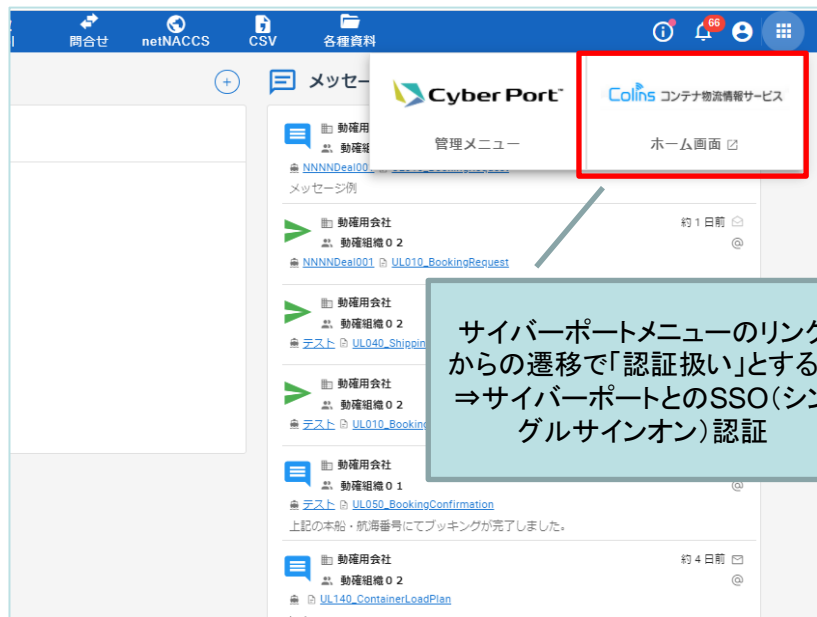 問合せ
netNACCS
CSV
各種資料
66
メッセー
Cyber Port
管理メニュー
Colins コンテナ物流情報サービス
ホーム画面
動確用
動確組
NNNNDeal001
メッセージ例
動確用会社
約 1 日前
動確組織０２
@
NNNNDeal001 UL010_BookingRequest
動確用会社
動確組織０２
テスト UL040_Shippin
動確用会社
動確組織０２
テスト UL010_Booking
サイバーポートメニューのリンク
からの遷移で「認証扱い」とする
⇒サイバーポートとのSSO（シン
グルサインオン）認証
動確用会社
動確組織０１
@
テスト UL050_BookingConfirmation
上記の本船・航海番号にてブッキングが完了しました。
動確用会社
約 4 日前
動確組織０２
@
UL140_ContainerLoadPlan